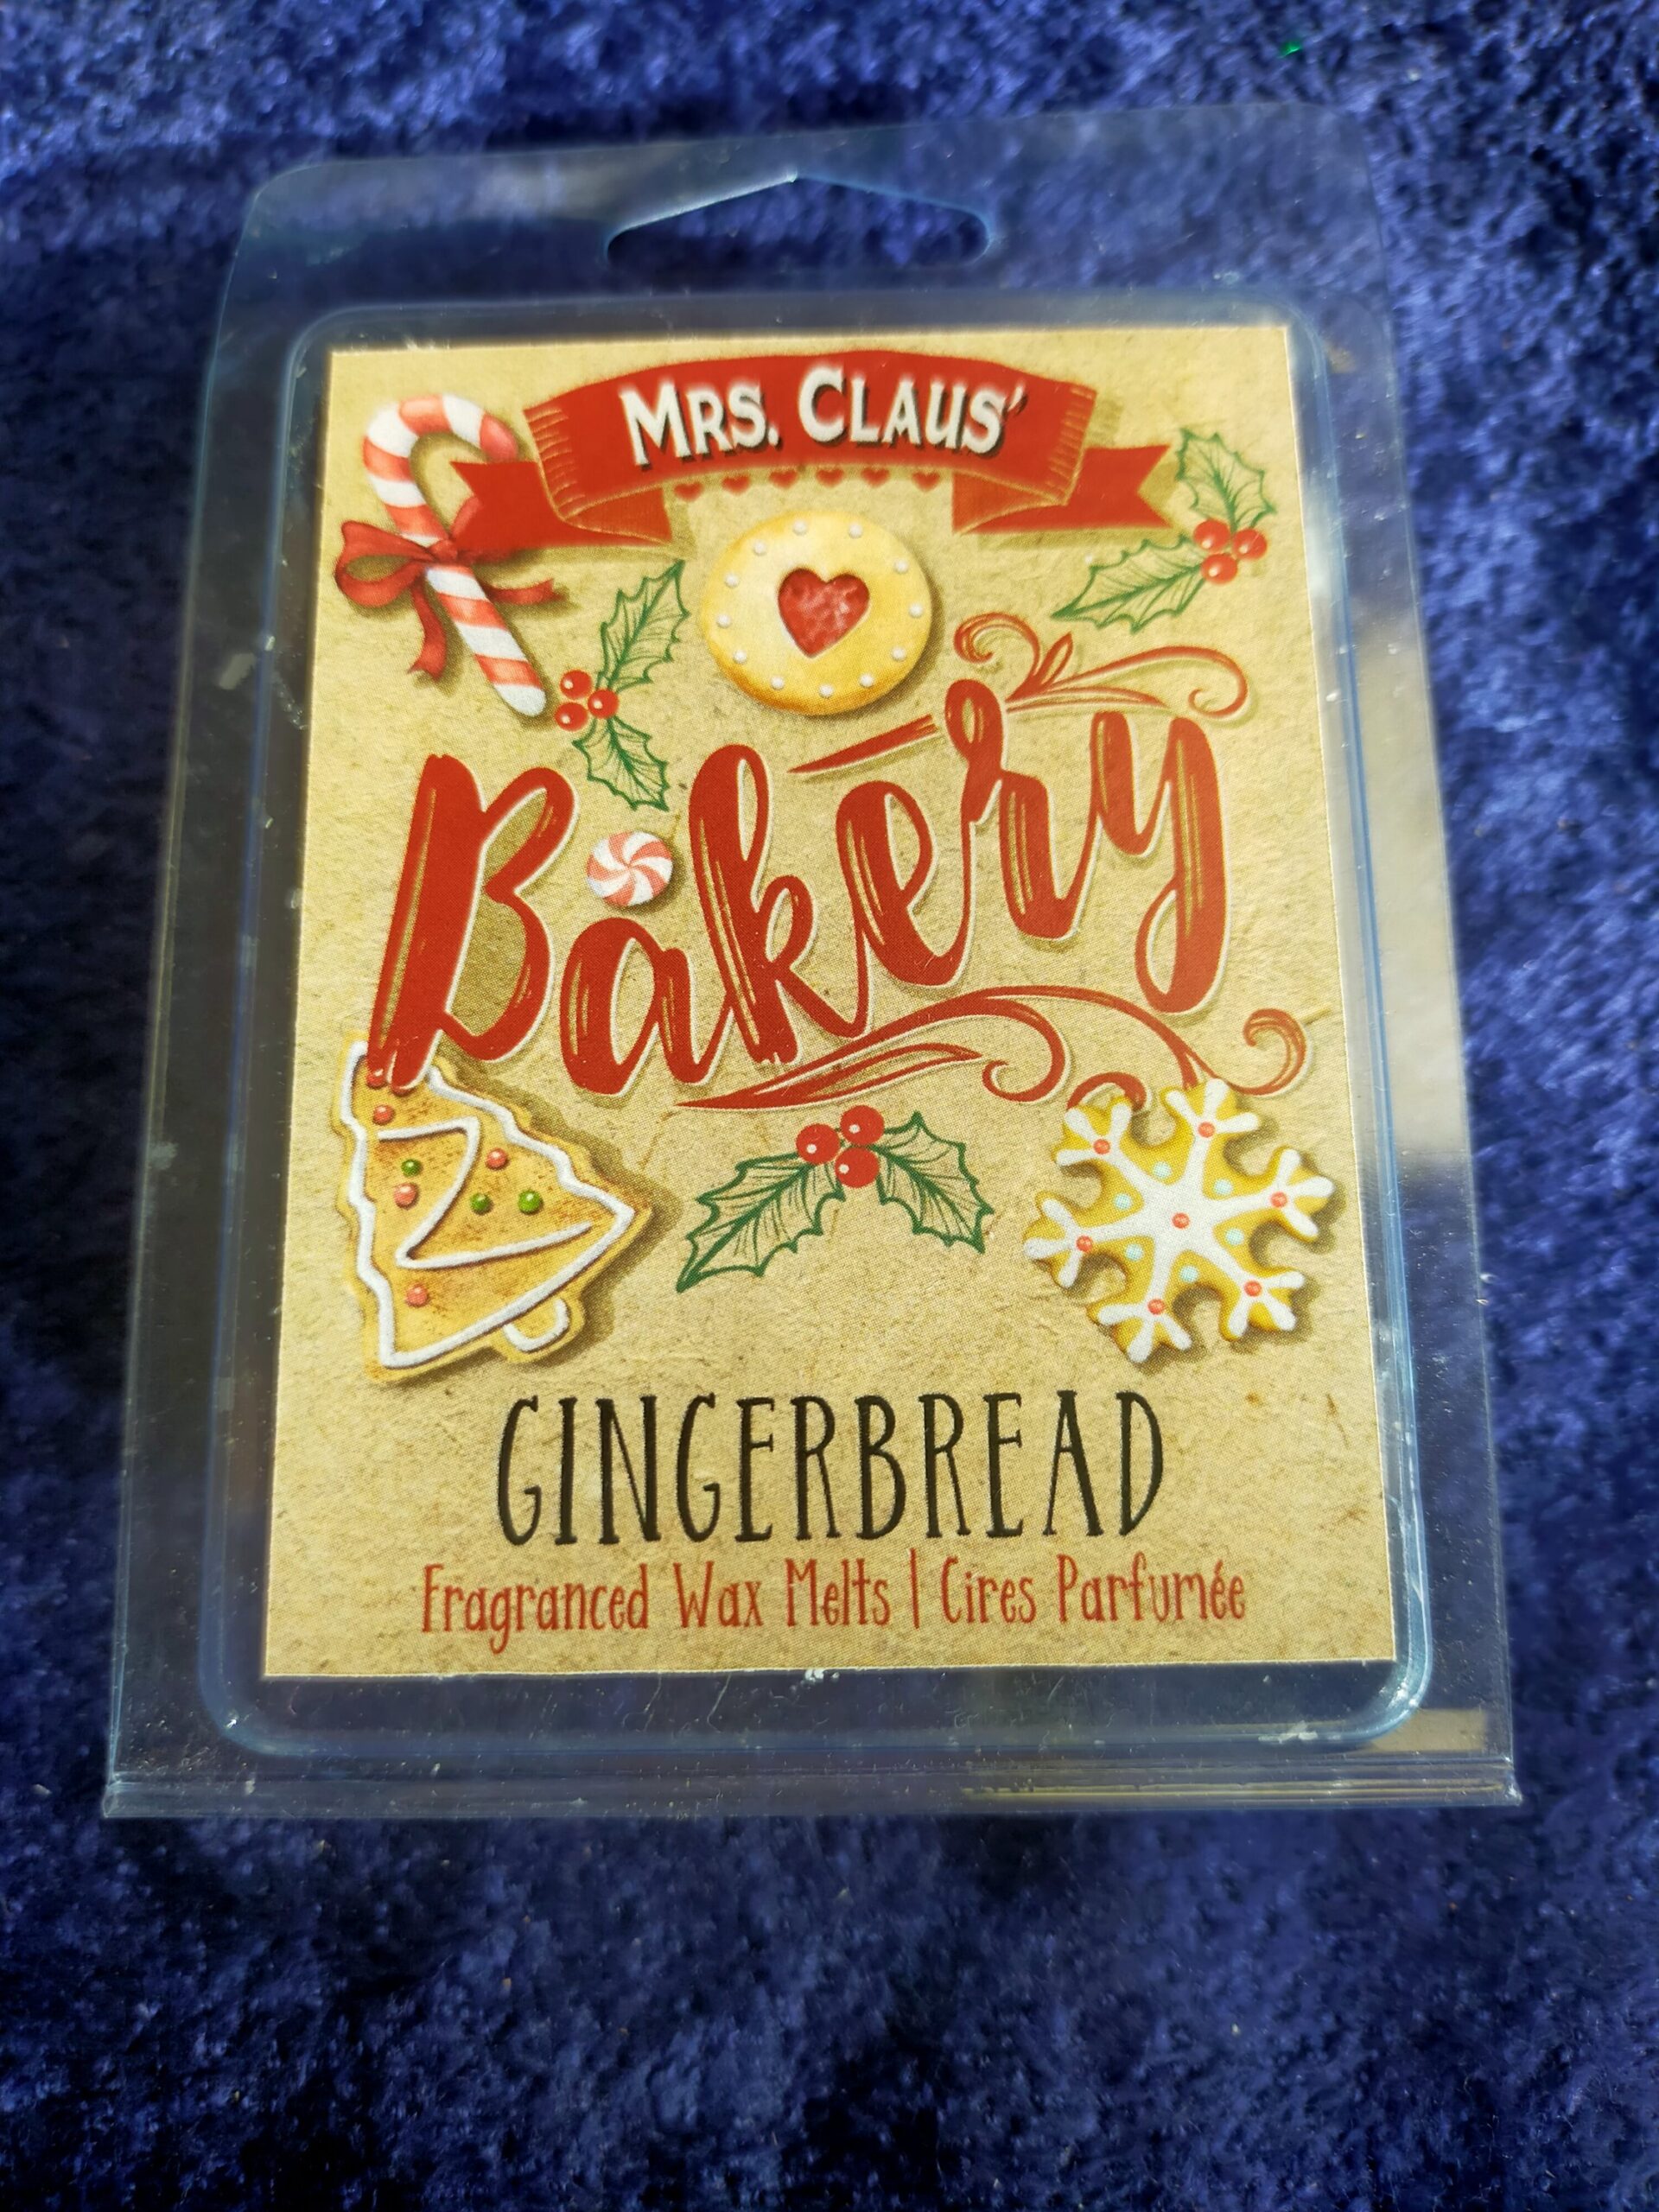 MRS. CLAUS'
Bakery
GINGERBREAD
Fragranced Wax Melts | Cires Parfumée